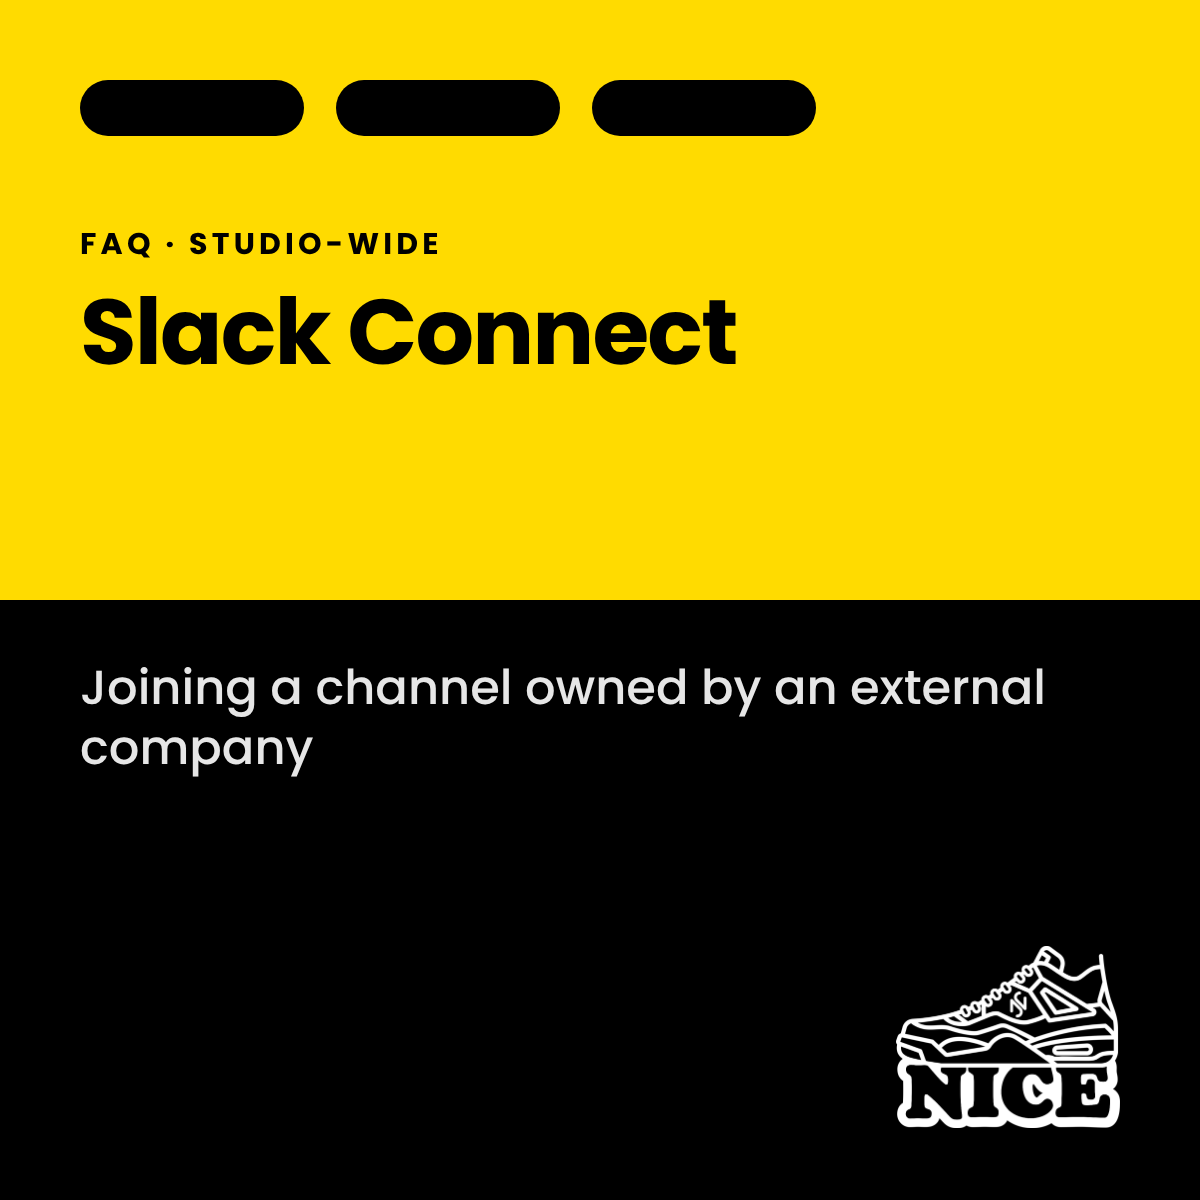 FAQ · STUDIO-WIDE
Slack Connect
Joining a channel owned by an external
company
NICE